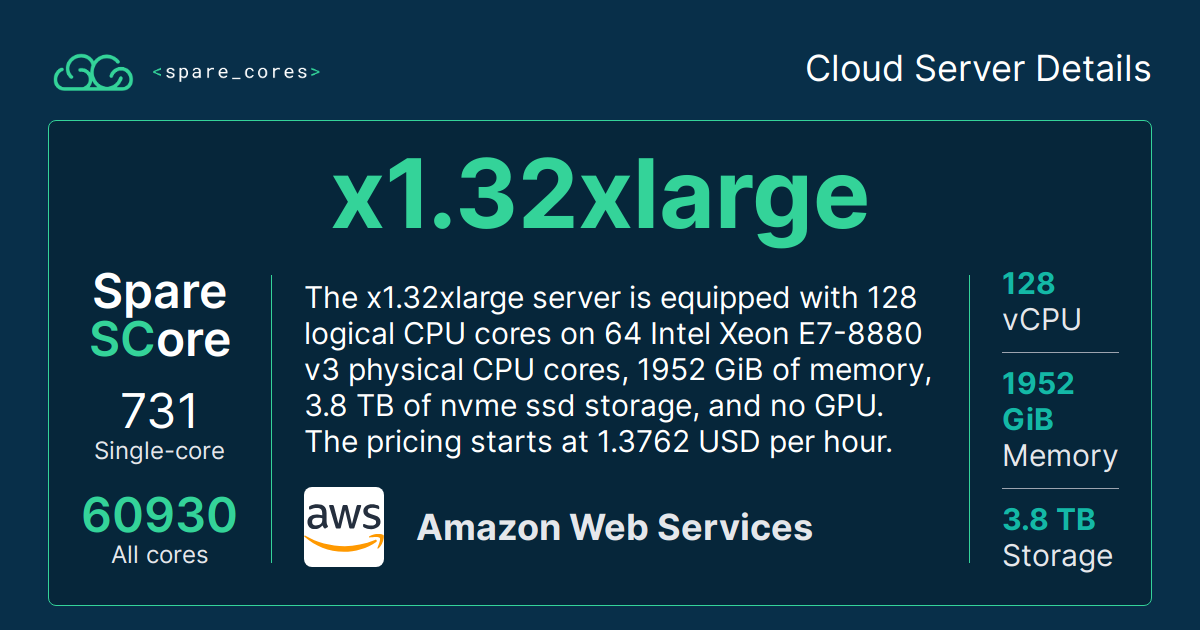 <spare_cores>
Cloud Server Details
x1.32xlarge
Spare
SCore
731
Single-core
60930
All cores
The x1.32xlarge server is equipped with 128
logical CPU cores on 64 Intel Xeon E7-8880
v3 physical CPU cores, 1952 GiB of memory,
3.8 TB of nvme ssd storage, and no GPU.
The pricing starts at 1.3762 USD per hour.
aws
Amazon Web Services
128
vCPU
1952
GiB
Memory
3.8 TB
Storage